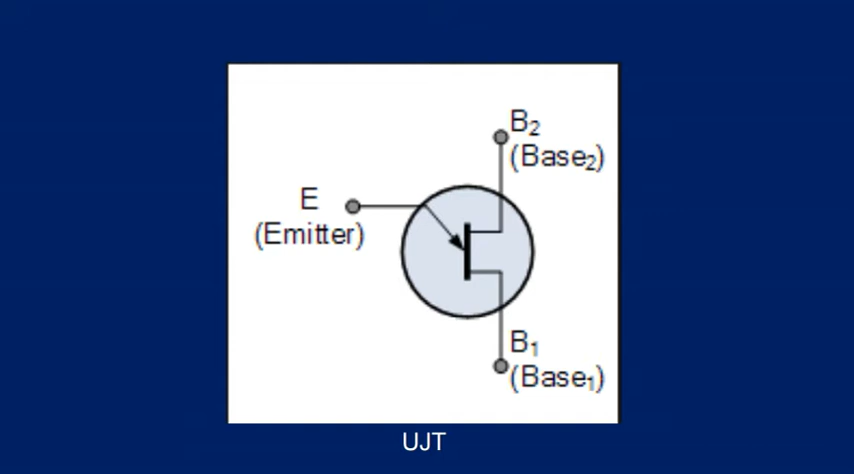 B₂
(Base₂)
E
(Emitter)
B₁
(Base₁)
UJT